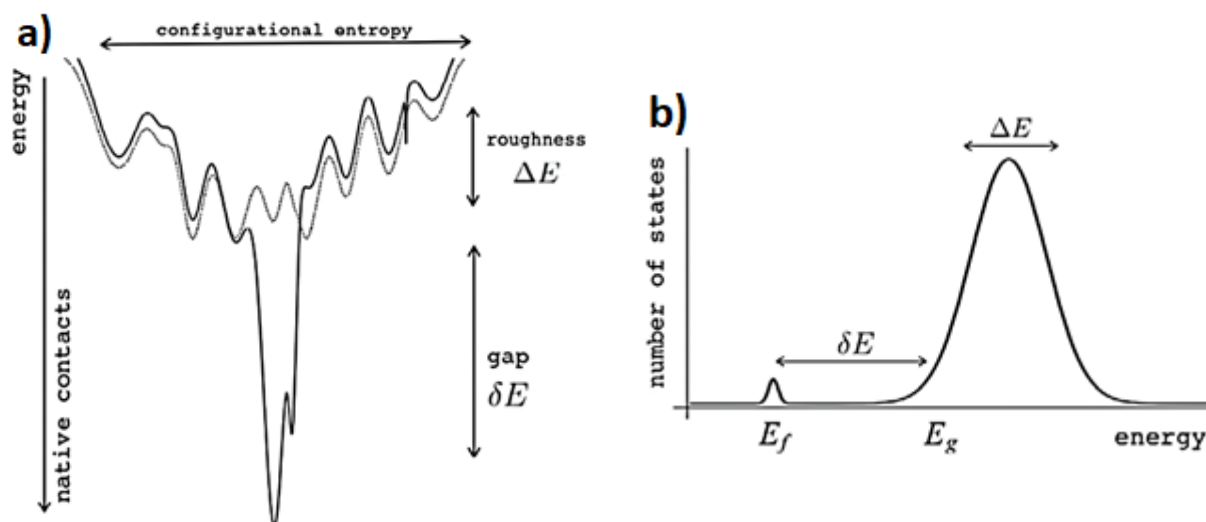 a)
configurational entropy
energy
native contacts
roughness
ΔE
gap
δE
b)
number of states
ΔE
δE
E_f
E_g
energy